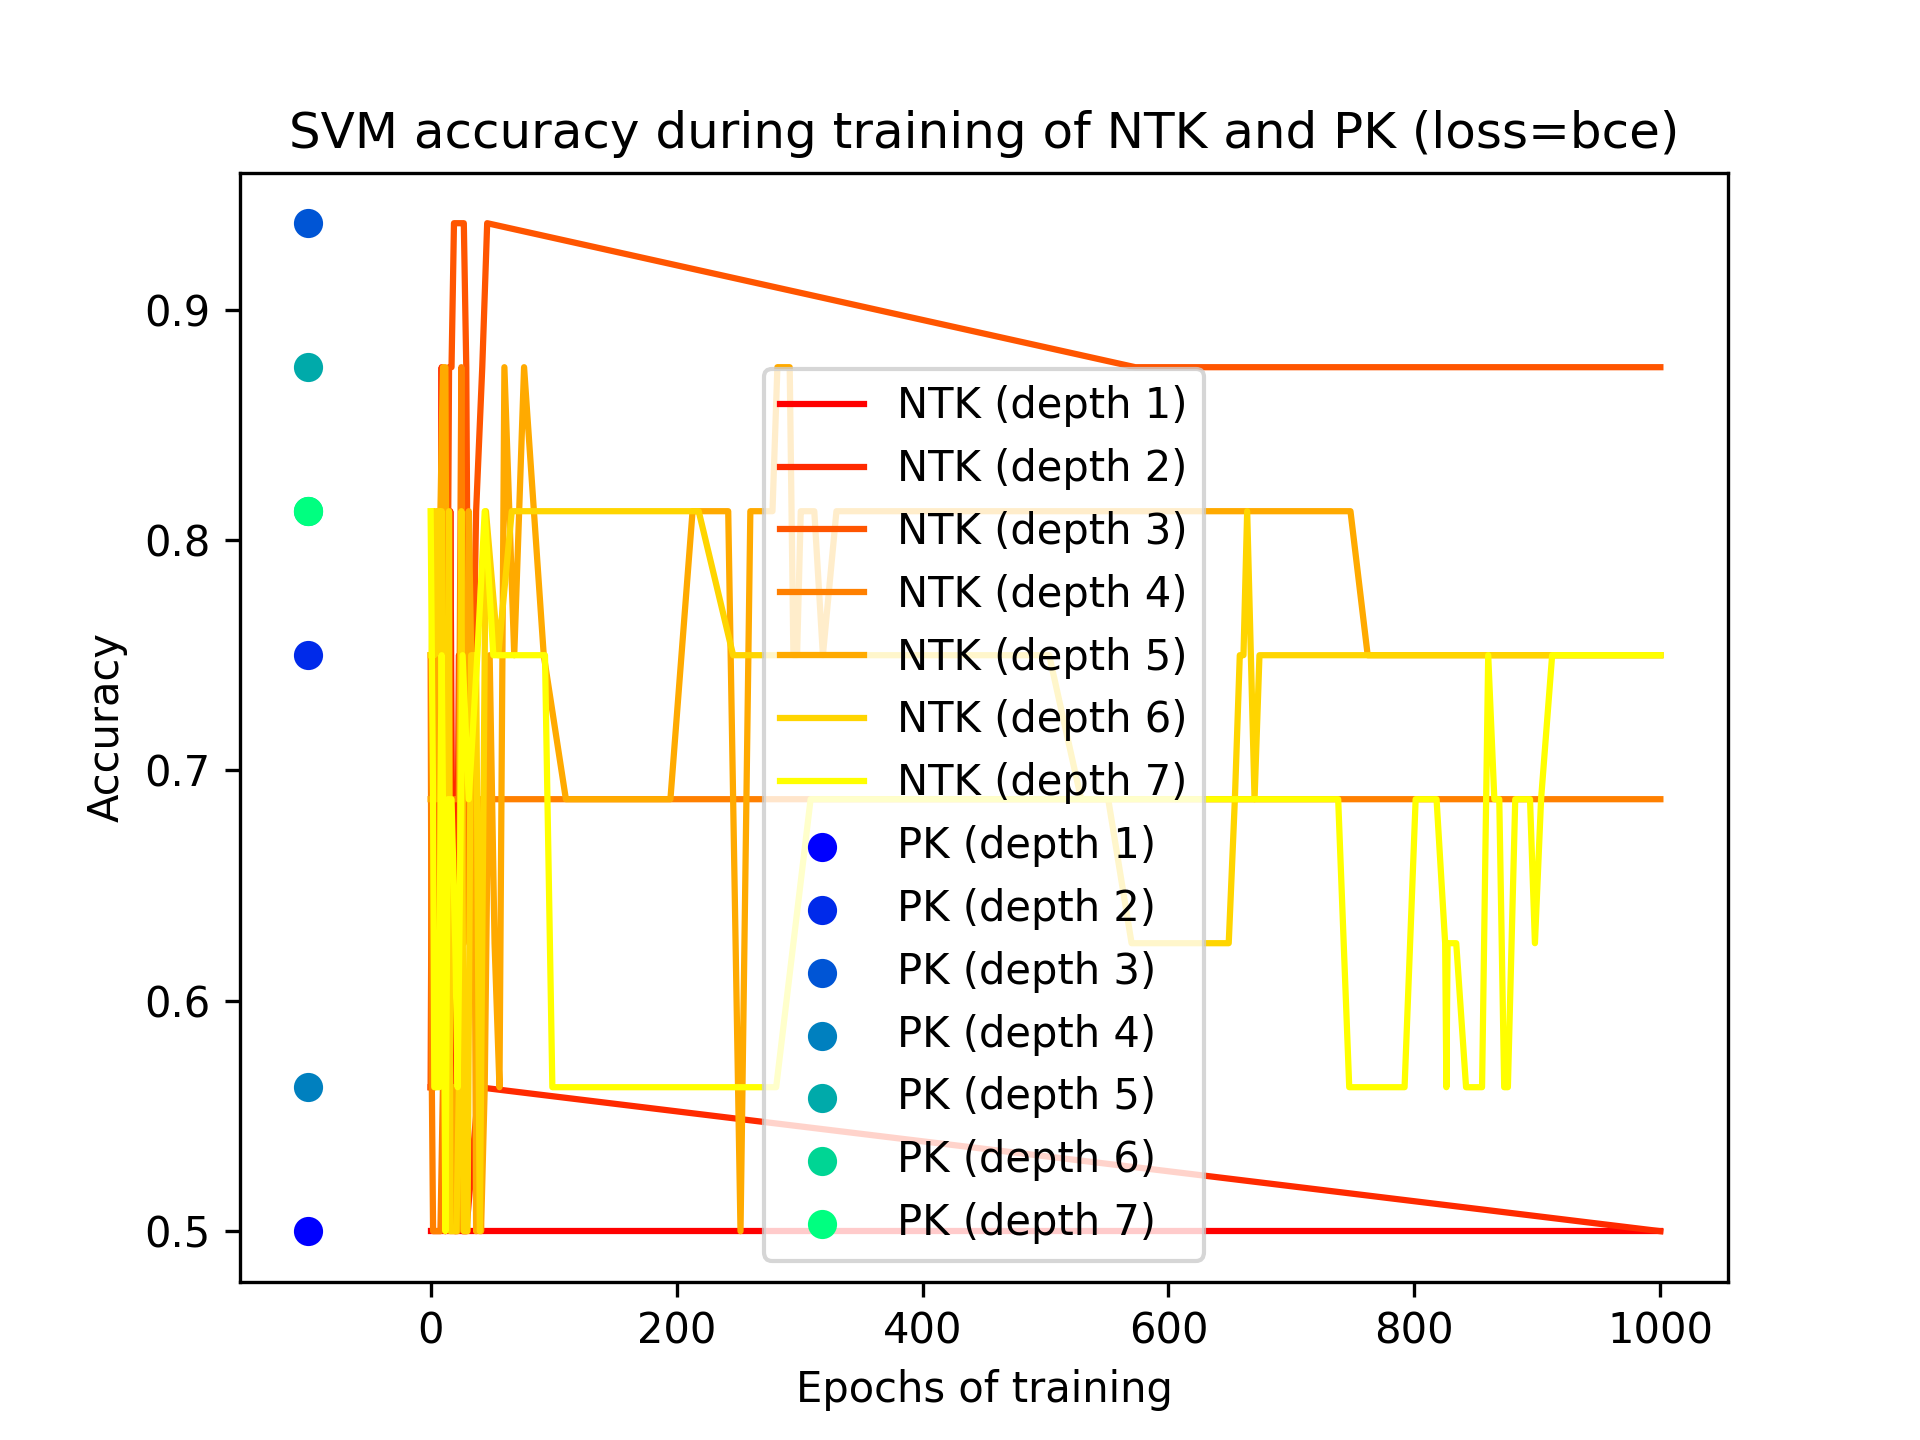 SVM accuracy during training of NTK and PK (loss=bce)
Accuracy
0.9
0.8
0.7
0.6
0.5
NTK (depth 1)
NTK (depth 2)
NTK (depth 3)
NTK (depth 4)
NTK (depth 5)
NTK (depth 6)
NTK (depth 7)
PK (depth 1)
PK (depth 2)
PK (depth 3)
PK (depth 4)
PK (depth 5)
PK (depth 6)
PK (depth 7)
0 200 400 600 800 1000
Epochs of training